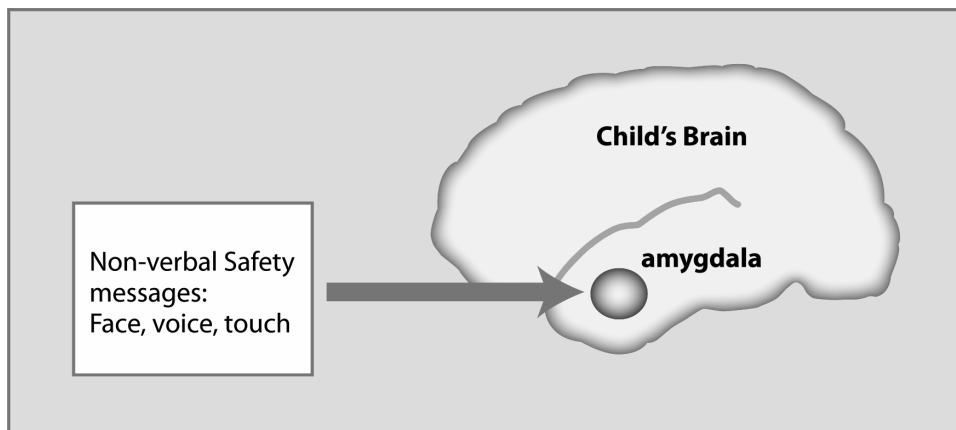 Child’s Brain
amygdala
Non-verbal Safety
messages:
Face, voice, touch